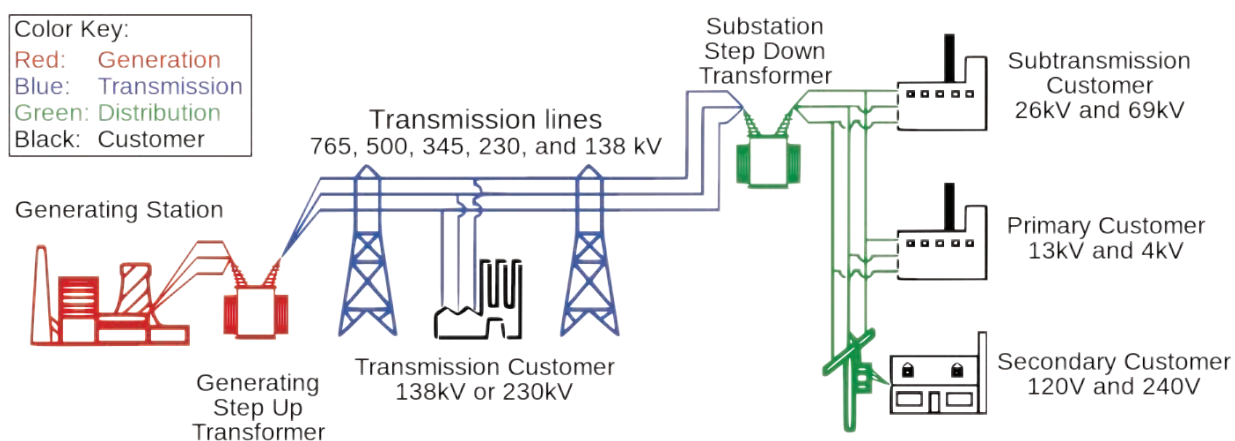 Color Key:
Red: Generation
Blue: Transmission
Green: Distribution
Black: Customer
Generating Station
Generating
Step Up
Transformer
Transmission lines
765, 500, 345, 230, and 138 kV
Transmission Customer
138kV or 230kV
Substation
Step Down
Transformer
Subtransmission
Customer
26kV and 69kV
Primary Customer
13kV and 4kV
Secondary Customer
120V and 240V